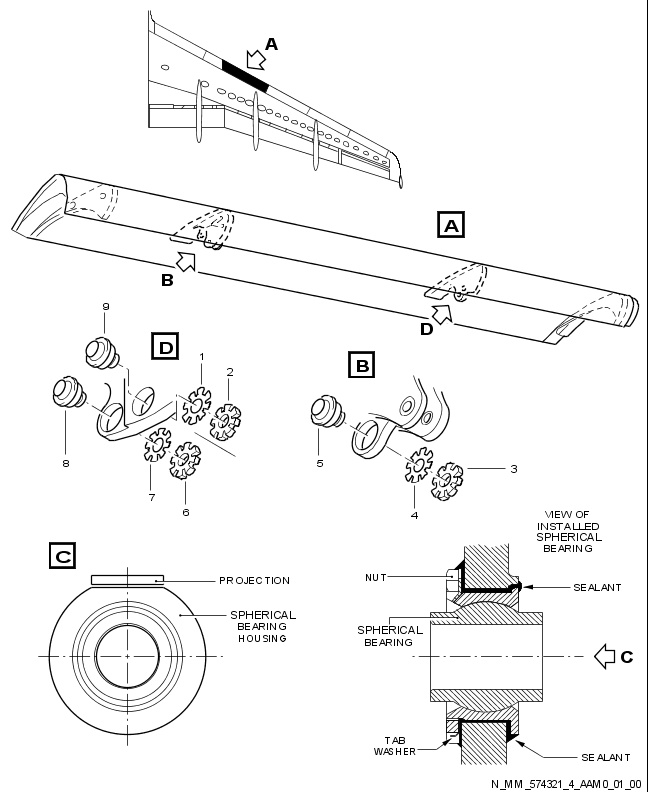 A
A
B
D
9
D
1
2
B
8
7
6
5
4
3
C
PROJECTION
SPHERICAL
BEARING
HOUSING
VIEW OF
INSTALLED
SPHERICAL
BEARING
NUT
SEALANT
SPHERICAL
BEARING
C
TAB
WASHER
SEALANT
N_MM_574321_4_AAM0_01_00